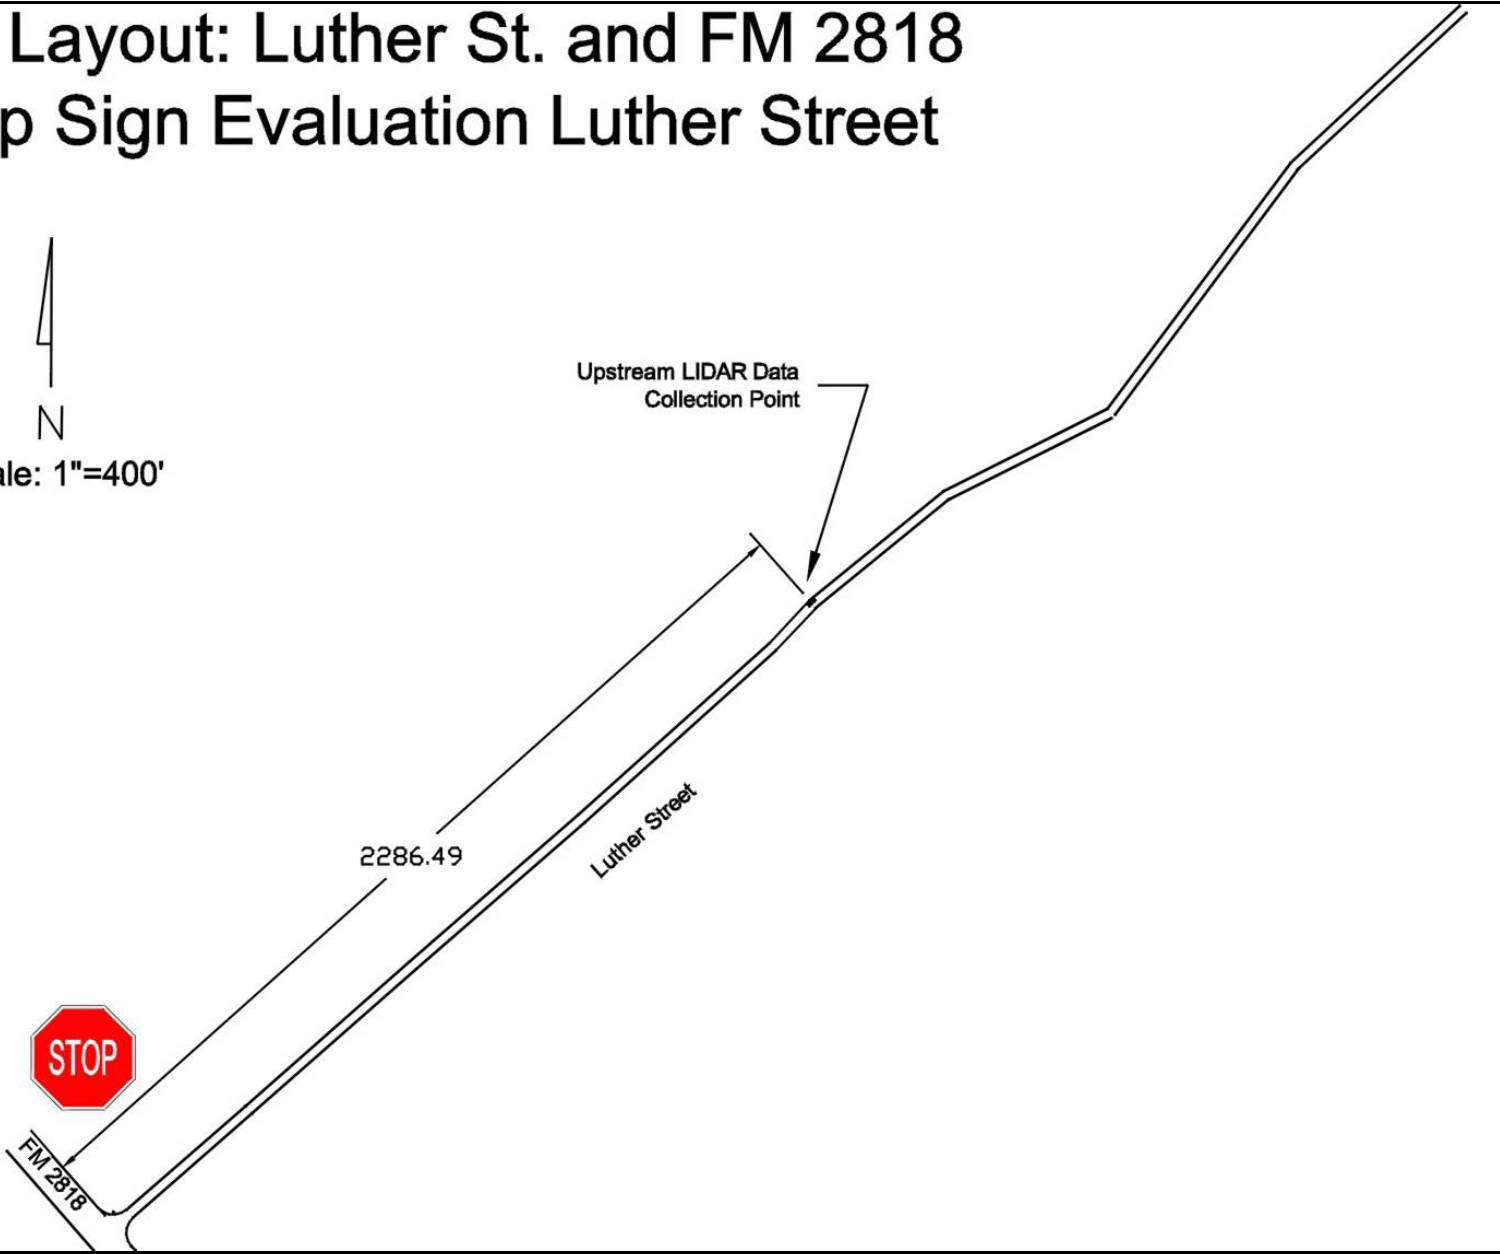 Layout: Luther St. and FM 2818
p Sign Evaluation Luther Street
Upstream LIDAR Data
Collection Point
N
ale: 1"=400'
Luther Street
2286.49
STOP
FM 2818